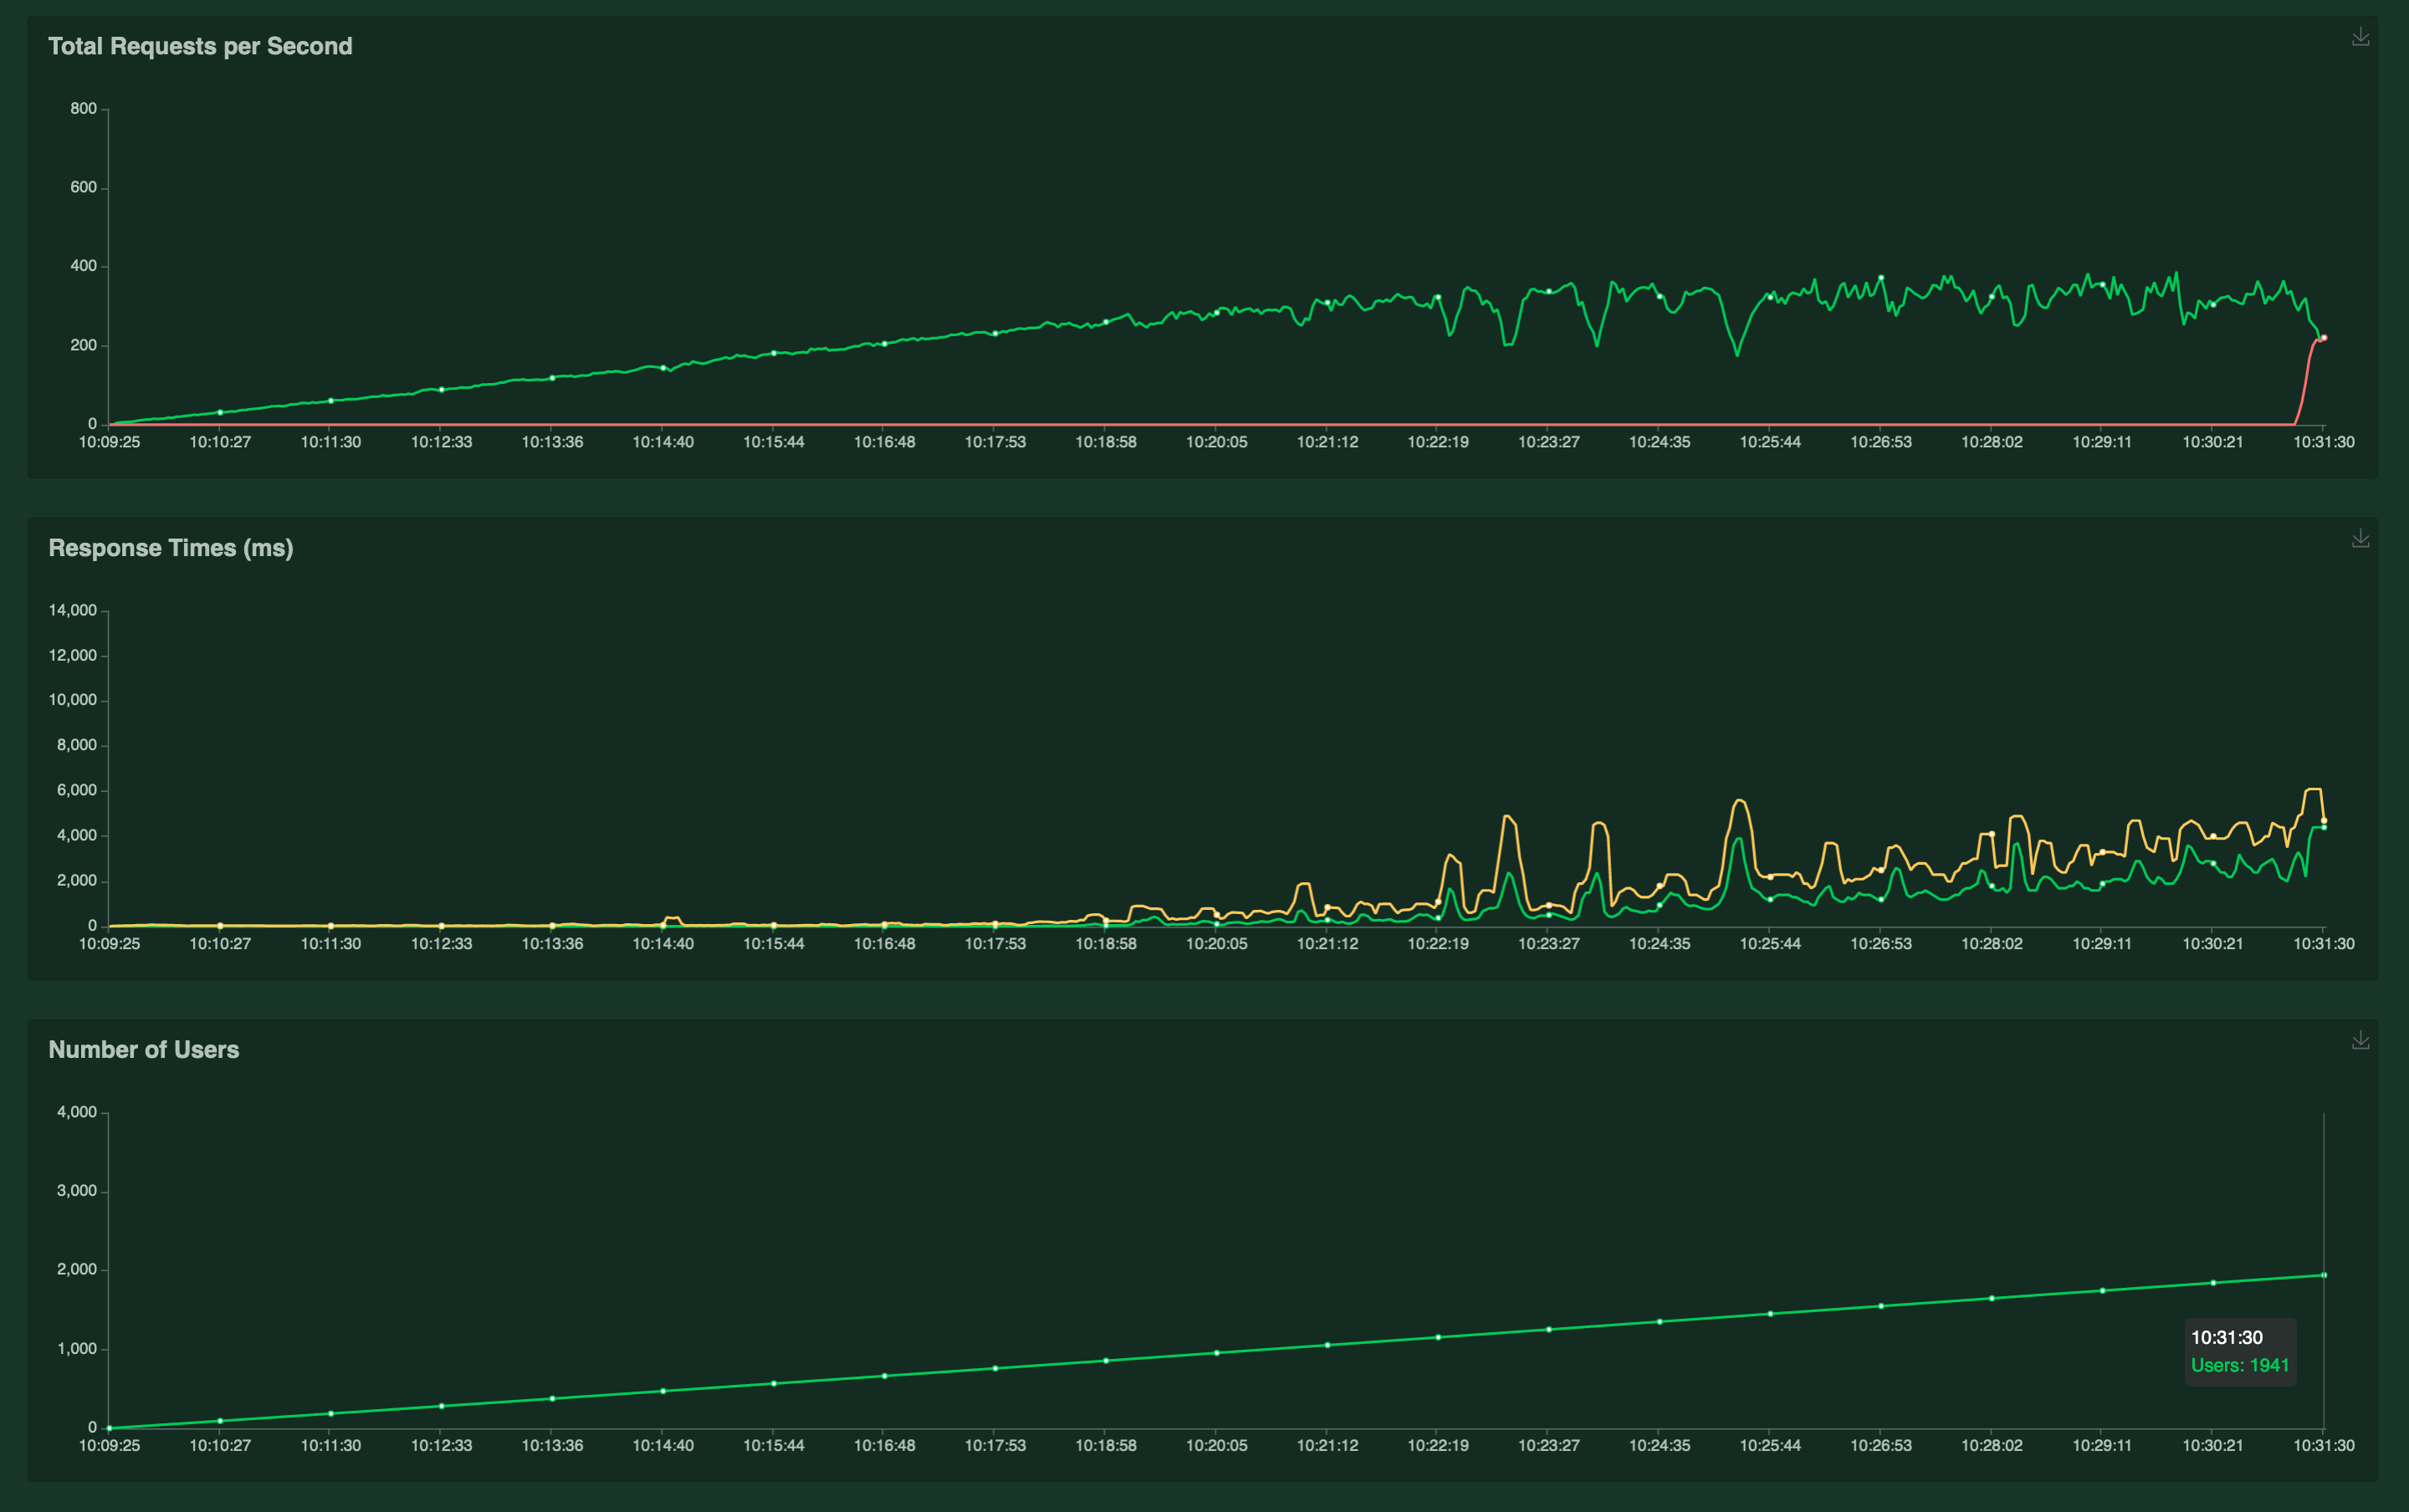 Total Requests per Second
800
600
400
200
0
10:09:25 10:10:27 10:11:30 10:12:33 10:13:36 10:14:40 10:15:44 10:16:48 10:17:53 10:18:58 10:20:05 10:21:12 10:22:19 10:23:27 10:24:35 10:25:44 10:26:53 10:28:02 10:29:11 10:30:21 10:31:30
Response Times (ms)
14,000
12,000
10,000
8,000
6,000
4,000
2,000
0
10:09:25 10:10:27 10:11:30 10:12:33 10:13:36 10:14:40 10:15:44 10:16:48 10:17:53 10:18:58 10:20:05 10:21:12 10:22:19 10:23:27 10:24:35 10:25:44 10:26:53 10:28:02 10:29:11 10:30:21 10:31:30
Number of Users
4,000
3,000
2,000
1,000
0
10:31:30
Users: 1941
10:09:25 10:10:27 10:11:30 10:12:33 10:13:36 10:14:40 10:15:44 10:16:48 10:17:53 10:18:58 10:20:05 10:21:12 10:22:19 10:23:27 10:24:35 10:25:44 10:26:53 10:28:02 10:29:11 10:30:21 10:31:30